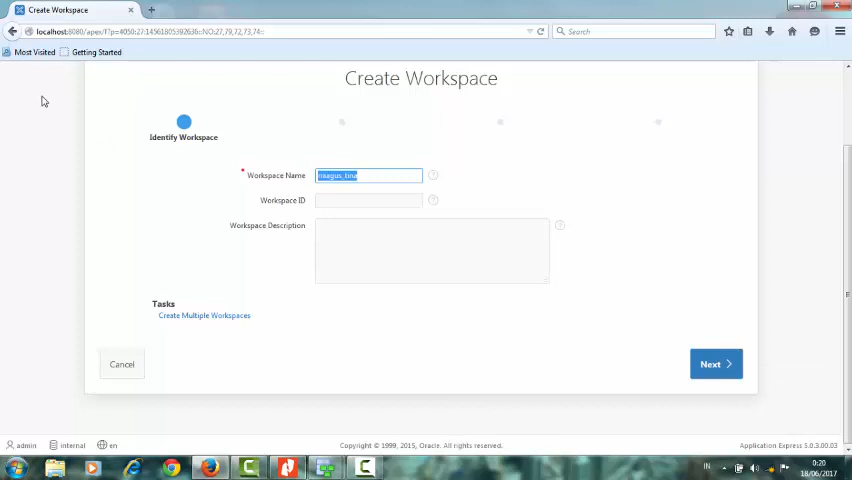 Create Workspace
localhost:8080/apex/f?p=4050:27:14561805392636::NO:27,79,72,73,74::
Search
Most Visited
Getting Started
Create Workspace
Identify Workspace
* Workspace Name
?
Workspace ID
?
Workspace Description
?
Tasks
Create Multiple Workspaces
Cancel
Next
admin
internal
en
Copyright © 1999, 2015, Oracle. All rights reserved.
Application Express 5.0.3.00.03
IN
0:20
18/06/2017